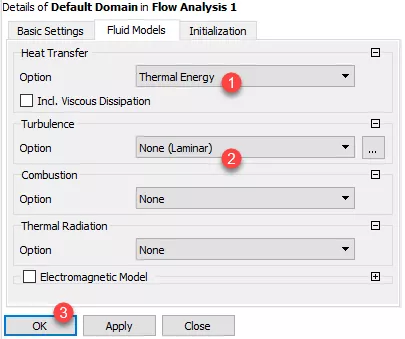 Details of Default Domain in Flow Analysis 1
Basic Settings Fluid Models Initialization
Heat Transfer
Option Thermal Energy
1
Incl. Viscous Dissipation
Turbulence
Option None (Laminar) ...
2
Combustion
Option None
Thermal Radiation
Option None
Electromagnetic Model
3
OK Apply Close